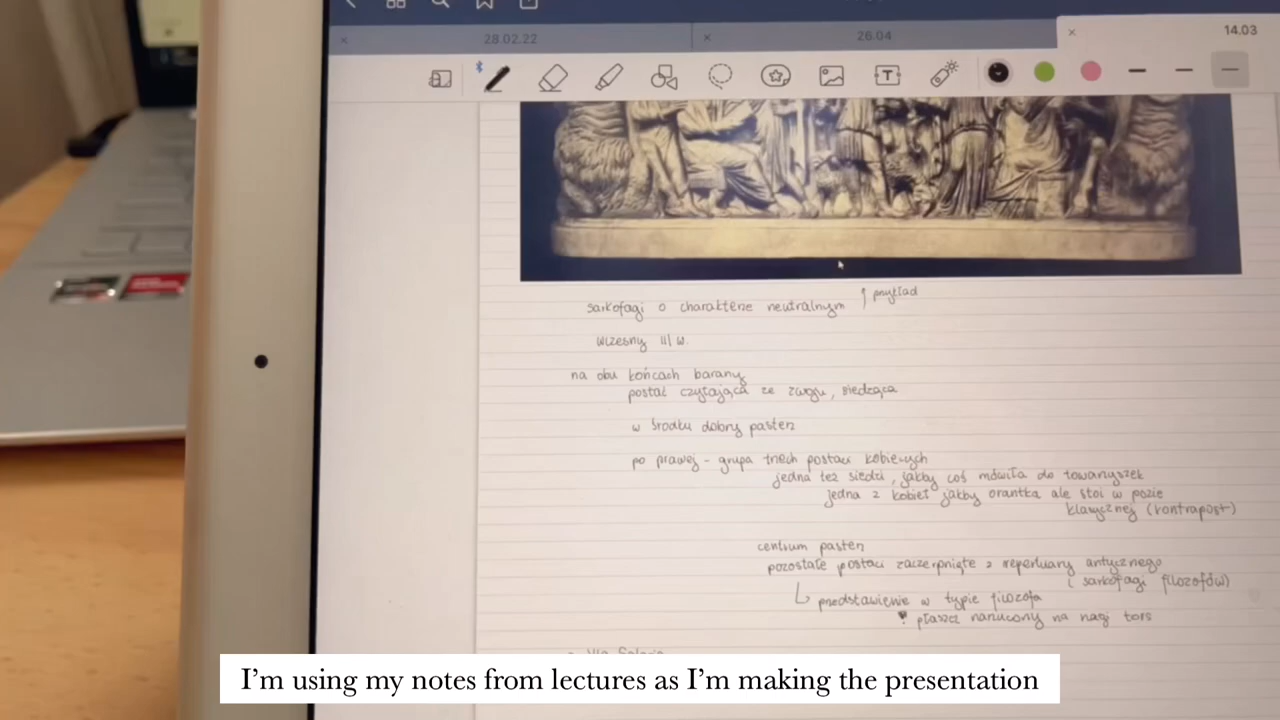 28.02.22
26.04
14.03
T
sarkofagi o charakterze neutralnym ↑ przykład
wczesny III w.
na obu końcach barany
postać czytająca ze zwoju, siedząca
w środku dobry pasterz
po prawej - grupa trzech postaci kobiecych
jedna też siedzi, jakby coś mówiła do towarzyszek
jedna z kobiet jakby orantka ale stoi w pozie
klasycznej (kontrapost)
centrum pasterz
pozostałe postaci zaczerpnięte z repertuary antycznego
(sarkofagi filozofów)
↳ przedstawienie w typie filozofa
płaszcz narzucony na nagi tors
Via Salaria
I'm using my notes from lectures as I'm making the presentation